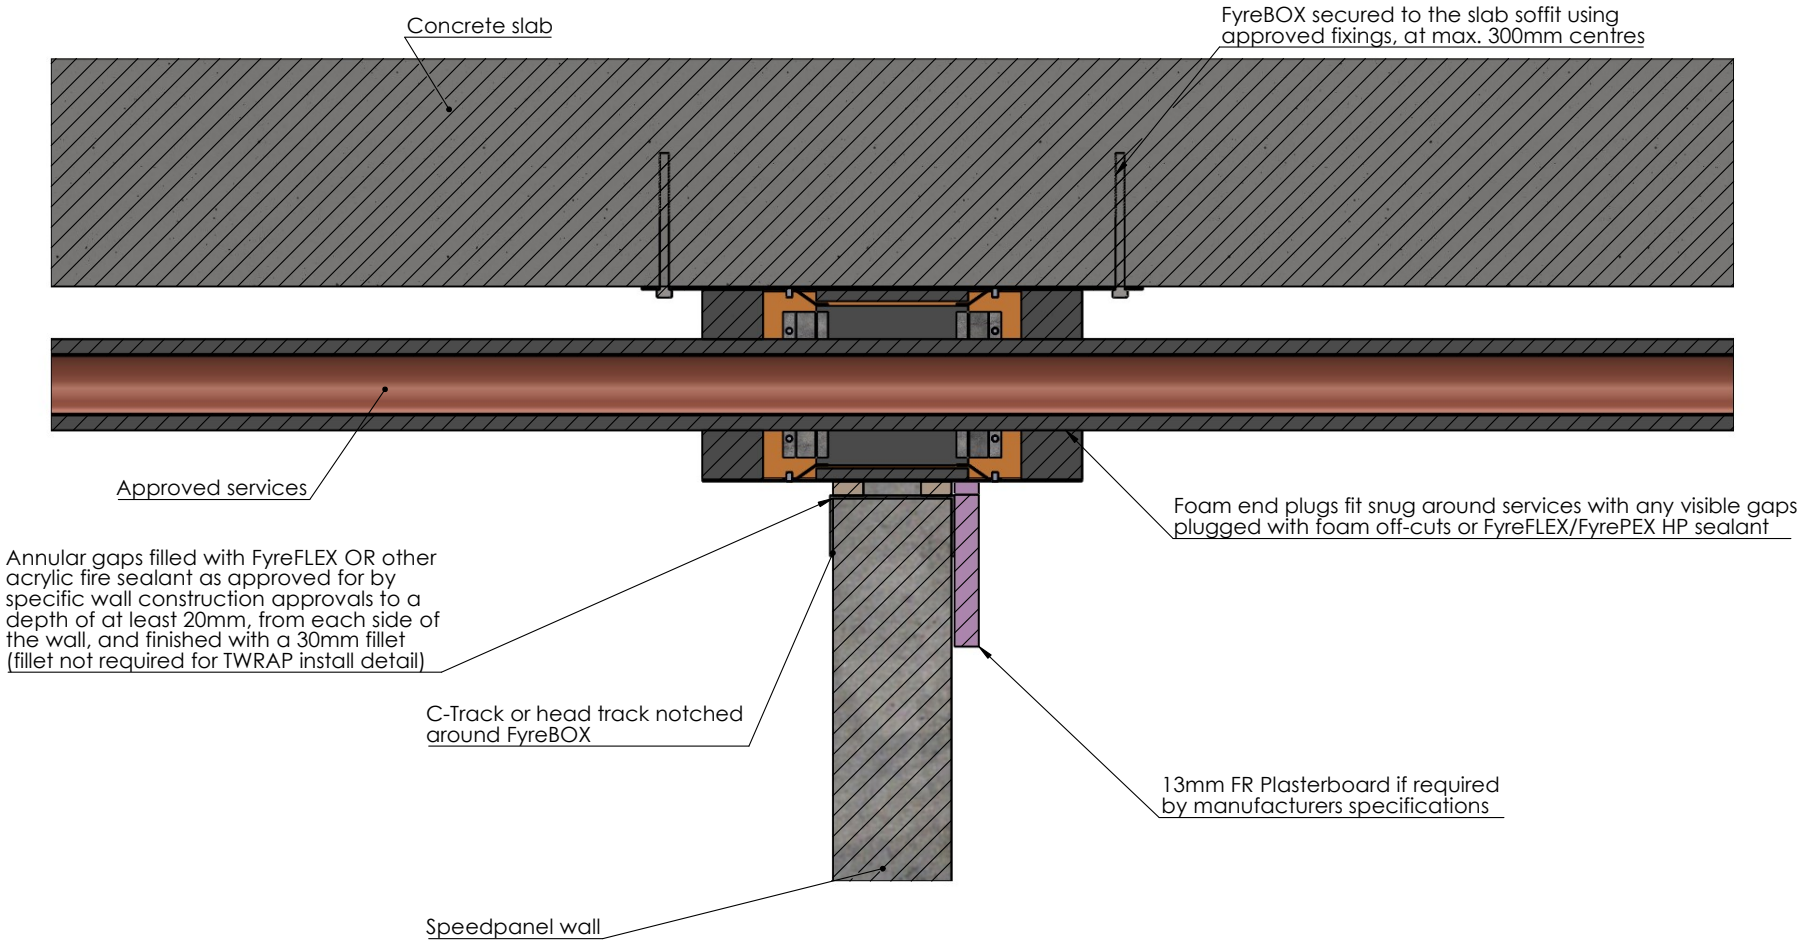 Concrete slab
FyreBOX secured to the slab soffit using
approved fixings, at max. 300mm centres
Approved services
Foam end plugs fit snug around services with any visible gaps
plugged with foam off-cuts or FyreFLEX/FyrePEX HP sealant
Annular gaps filled with FyreFLEX OR other
acrylic fire sealant as approved for by
specific wall construction approvals to a
depth of at least 20mm, from each side of
the wall, and finished with a 30mm fillet
(fillet not required for TWRAP install detail)
C-Track or head track notched
around FyreBOX
13mm FR Plasterboard if required
by manufacturers specifications
Speedpanel wall